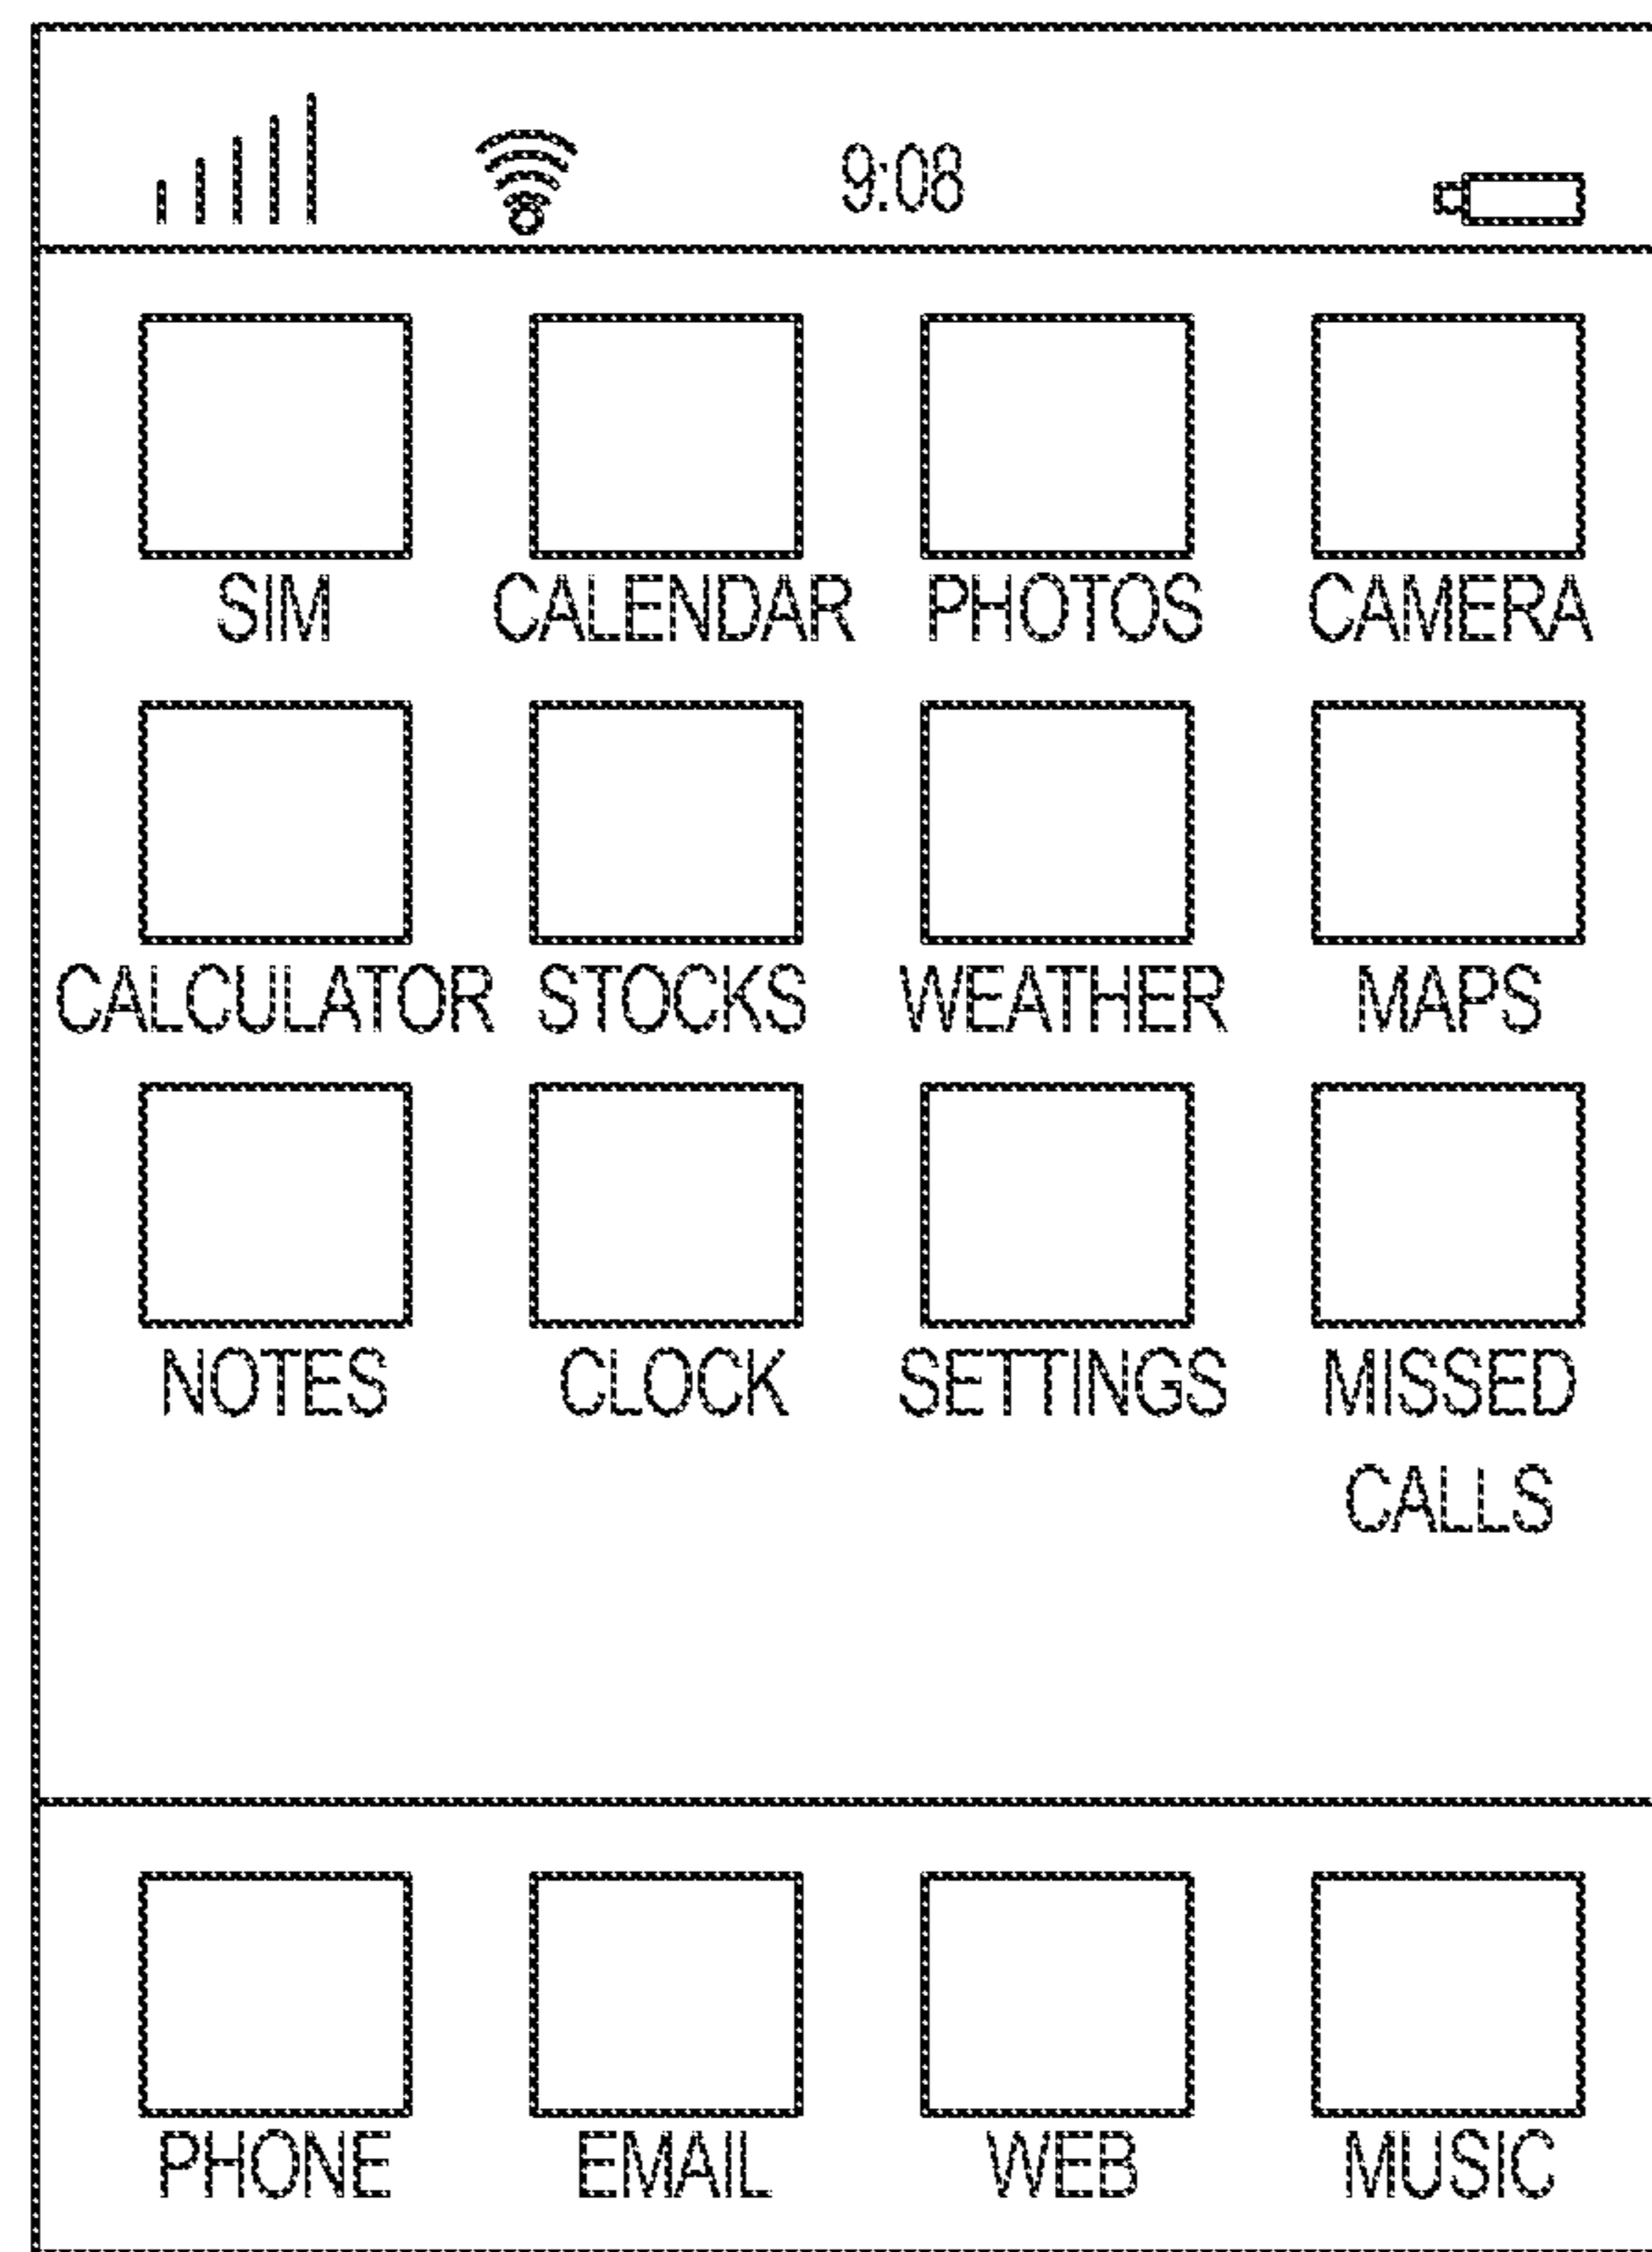 9:08
SIM CALENDAR PHOTOS CAMERA
CALCULATOR STOCKS WEATHER MAPS
NOTES CLOCK SETTINGS MISSED
CALLS
PHONE EMAIL WEB MUSIC